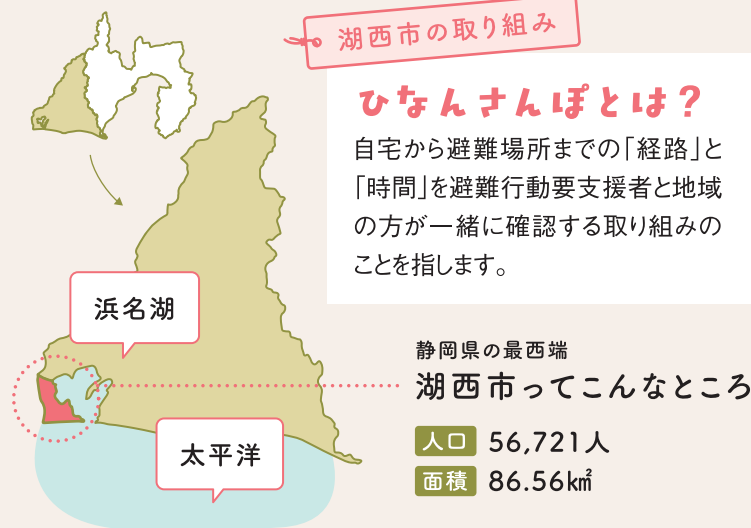 湖西市の取り組み
ひなんさんぽとは？
自宅から避難場所までの「経路」と
「時間」を避難行動要支援者と地域
の方が一緒に確認する取り組みの
ことを指します。
浜名湖
太平洋
静岡県の最西端
湖西市ってこんなところ
人口 56,721人
面積 86.56㎢